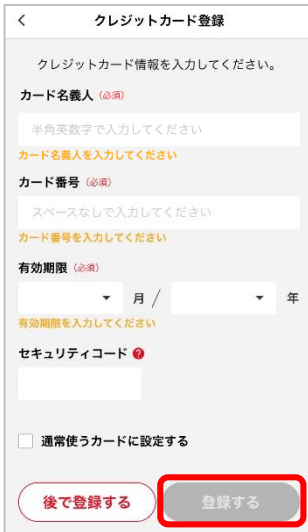 クレジットカード登録
クレジットカード情報を入力してください。
カード名義人 (必須)
半角英数字で入力してください
カード名義人を入力してください
カード番号 (必須)
スペースなしで入力してください
カード番号を入力してください
有効期限 (必須)
月 / 年
有効期限を入力してください
セキュリティコード ?
通常使うカードに設定する
後で登録する 登録する